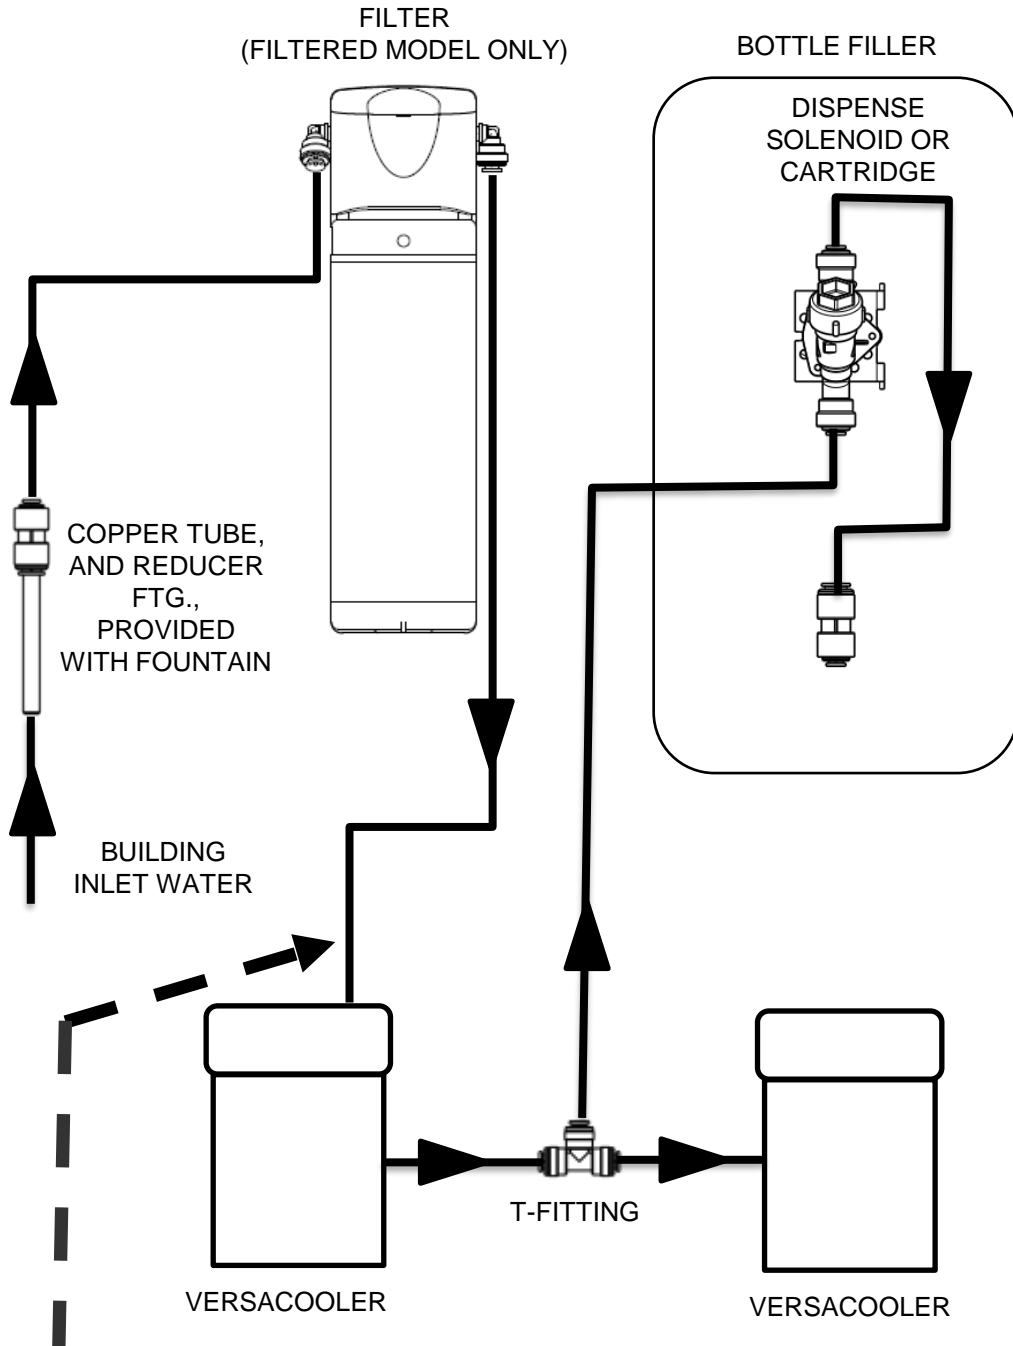 FILTER
(FILTERED MODEL ONLY)
BOTTLE FILLER
DISPENSE
SOLENOID OR
CARTRIDGE
COPPER TUBE,
AND REDUCER
FTG.,
PROVIDED
WITH FOUNTAIN
BUILDING
INLET WATER
T-FITTING
VERSACOOLER
VERSACOOLER